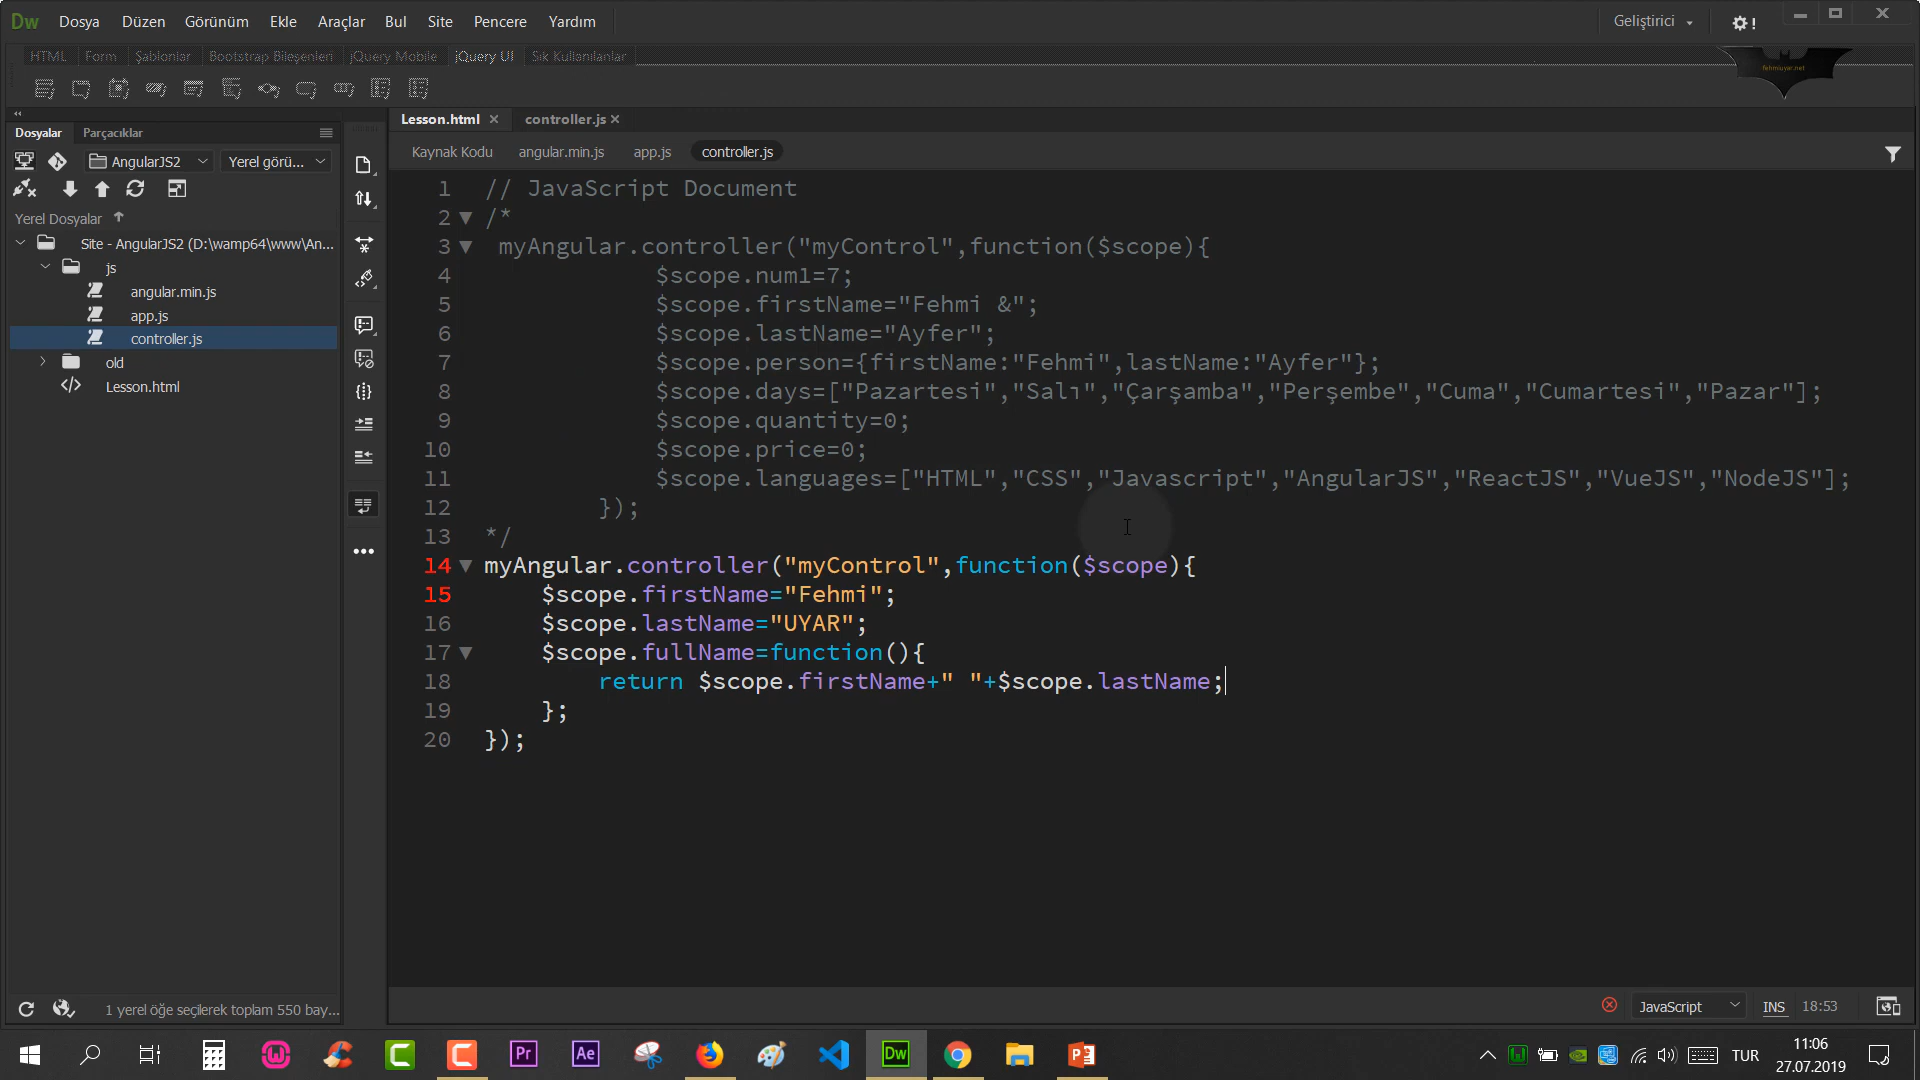 Dw Dosya Düzen Görünüm Ekle Araçlar Bul Site Pencere Yardım Geliştirici
HTML Form Şablonlar Bootstrap Bileşenleri jQuery Mobile jQuery UI Sık Kullanılanlar
fehmiuyar.net
Dosyalar Parçacıklar
Lesson.html controller.js
AngularJS2 Yerel görü...
Kaynak Kodu angular.min.js app.js controller.js
Yerel Dosyalar
Site - AngularJS2 (D:\wamp64\www\An...
js
angular.min.js
app.js
controller.js
old
Lesson.html
1 // JavaScript Document
2 /*
3 myAngular.controller("myControl",function($scope){
4 $scope.num1=7;
5 $scope.firstName="Fehmi &";
6 $scope.lastName="Ayfer";
7 $scope.person={firstName:"Fehmi",lastName:"Ayfer"};
8 $scope.days=["Pazartesi","Salı","Çarşamba","Perşembe","Cuma","Cumartesi","Pazar"];
9 $scope.quantity=0;
10 $scope.price=0;
11 $scope.languages=["HTML","CSS","Javascript","AngularJS","ReactJS","VueJS","NodeJS"];
12 });
13 */
14 myAngular.controller("myControl",function($scope){
15 $scope.firstName="Fehmi";
16 $scope.lastName="UYAR";
17 $scope.fullName=function(){
18 return $scope.firstName+" "+$scope.lastName;
19 };
20 });
1 yerel öğe seçilerek toplam 550 bay...
JavaScript INS 18:53
Pr Ae Dw
TUR
11:06
27.07.2019